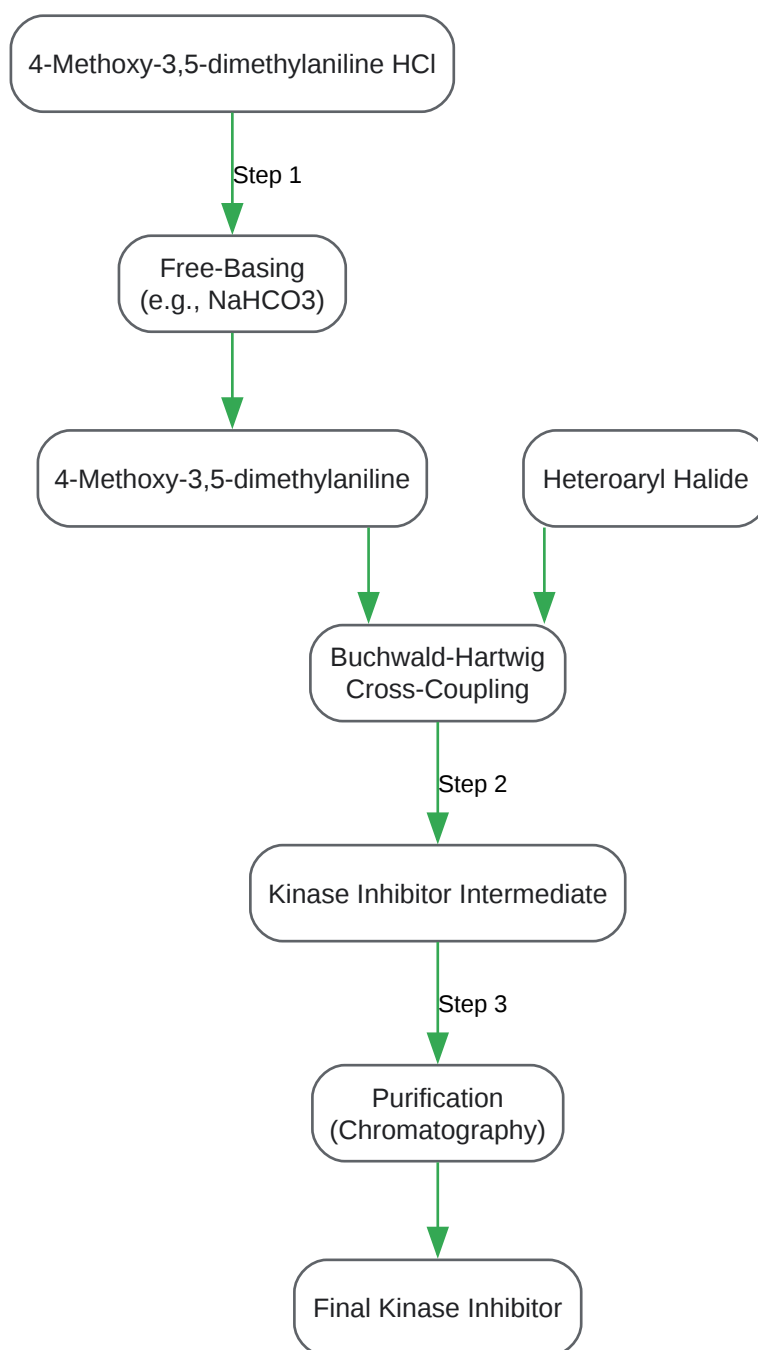 4-Methoxy-3,5-dimethylaniline HCl
Step 1
Free-Basing
(e.g., NaHCO3)
4-Methoxy-3,5-dimethylaniline
Heteroaryl Halide
Buchwald-Hartwig
Cross-Coupling
Step 2
Kinase Inhibitor Intermediate
Step 3
Purification
(Chromatography)
Final Kinase Inhibitor